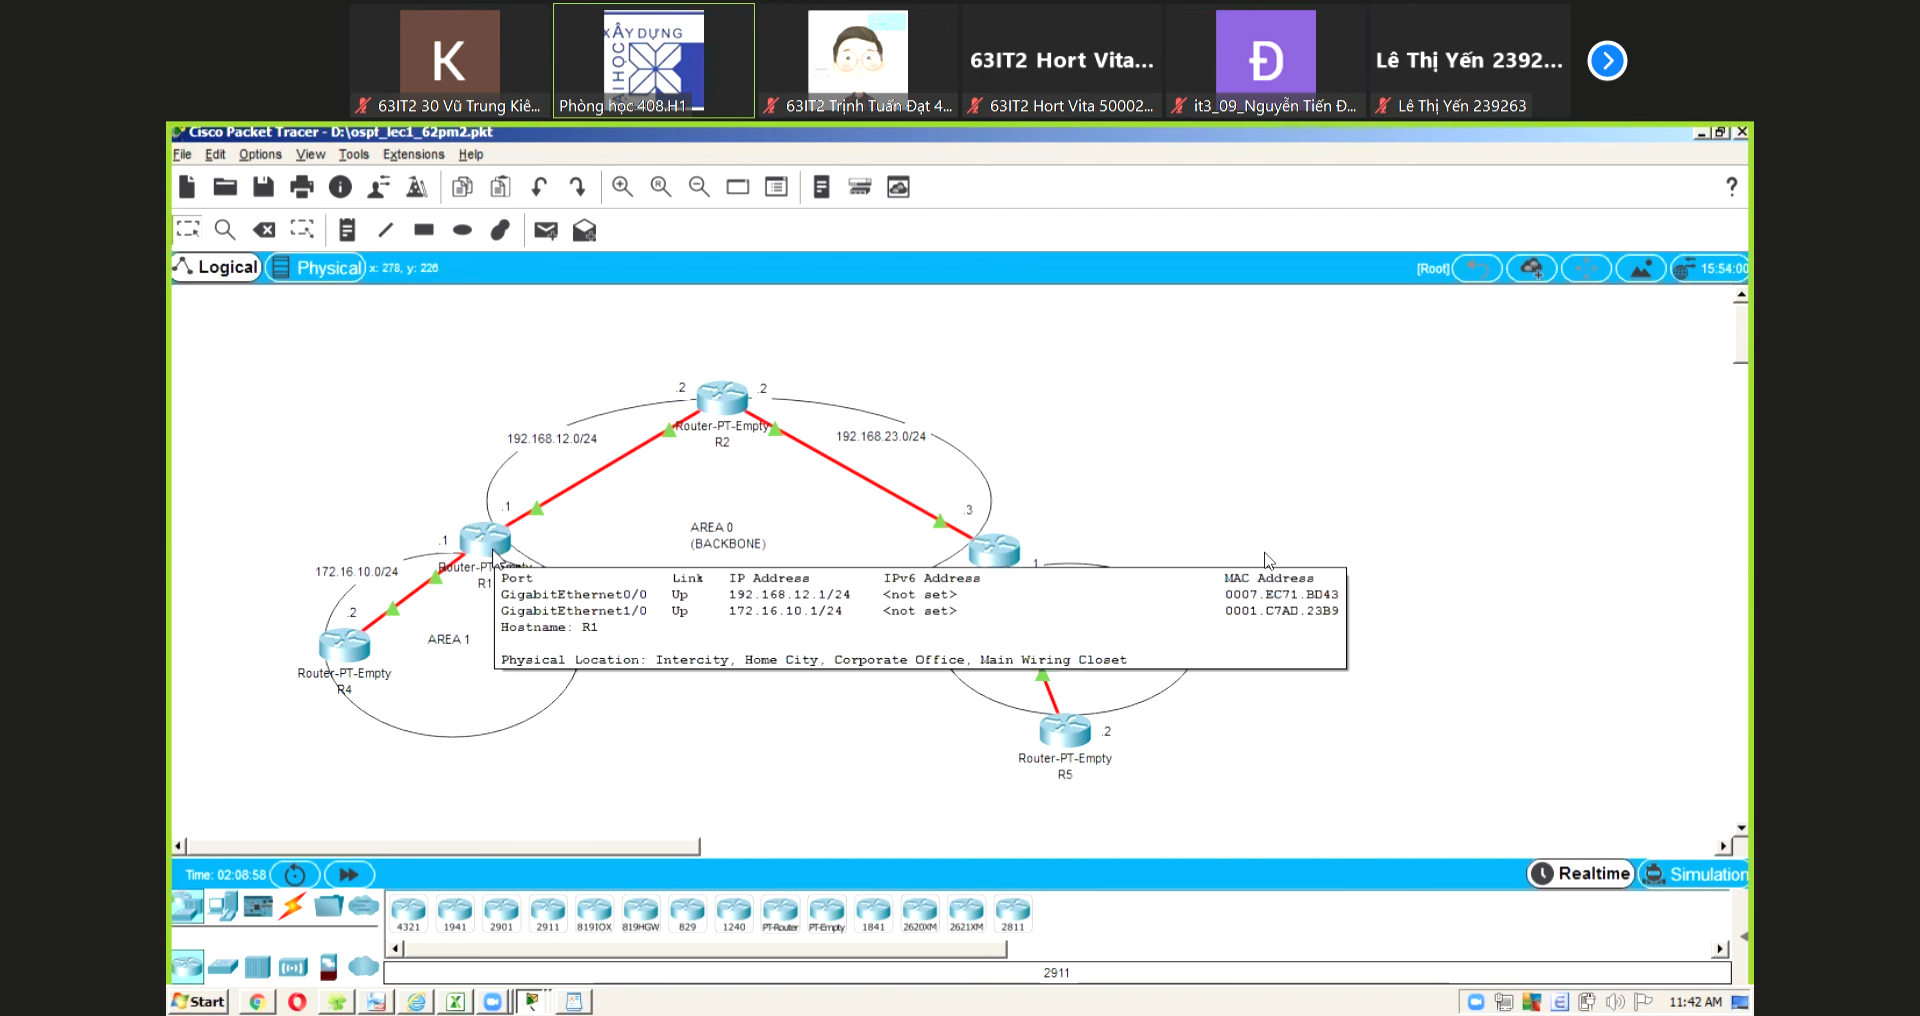 K
XÂY DỰNG
63IT2 Hort Vita...
Đ
Lê Thị Yến 2392...
63IT2 30 Vũ Trung Kiê...
Phòng học 408.H1
63IT2 Trịnh Tuấn Đạt 4...
63IT2 Hort Vita 50002...
it3_09_Nguyễn Tiến Đ...
Lê Thị Yến 239263
Cisco Packet Tracer - D:\ospf_lec1_62pm2.pkt
File Edit Options View Tools Extensions Help
Logical
Physical
x: 278, y: 226
[Root]
15:54:00
.2
.2
Router-PT-Empty
R2
192.168.12.0/24
192.168.23.0/24
.1
.3
AREA 0
(BACKBONE)
.1
172.16.10.0/24
R1
.2
AREA 1
Router-PT-Empty
R4
Port Link IP Address IPv6 Address MAC Address
GigabitEthernet0/0 Up 192.168.12.1/24 <not set> 0007.EC71.BD43
GigabitEthernet1/0 Up 172.16.10.1/24 <not set> 0001.C7AD.23B9
Hostname: R1
Physical Location: Intercity, Home City, Corporate Office, Main Wiring Closet
.2
Router-PT-Empty
R5
Time: 02:08:58
Realtime
Simulation
4321 1941 2901 2911 819IOX 819HGW 829 1240 PT-Router PT-Empty 1841 2620XM 2621XM 2811
2911
Start
11:42 AM